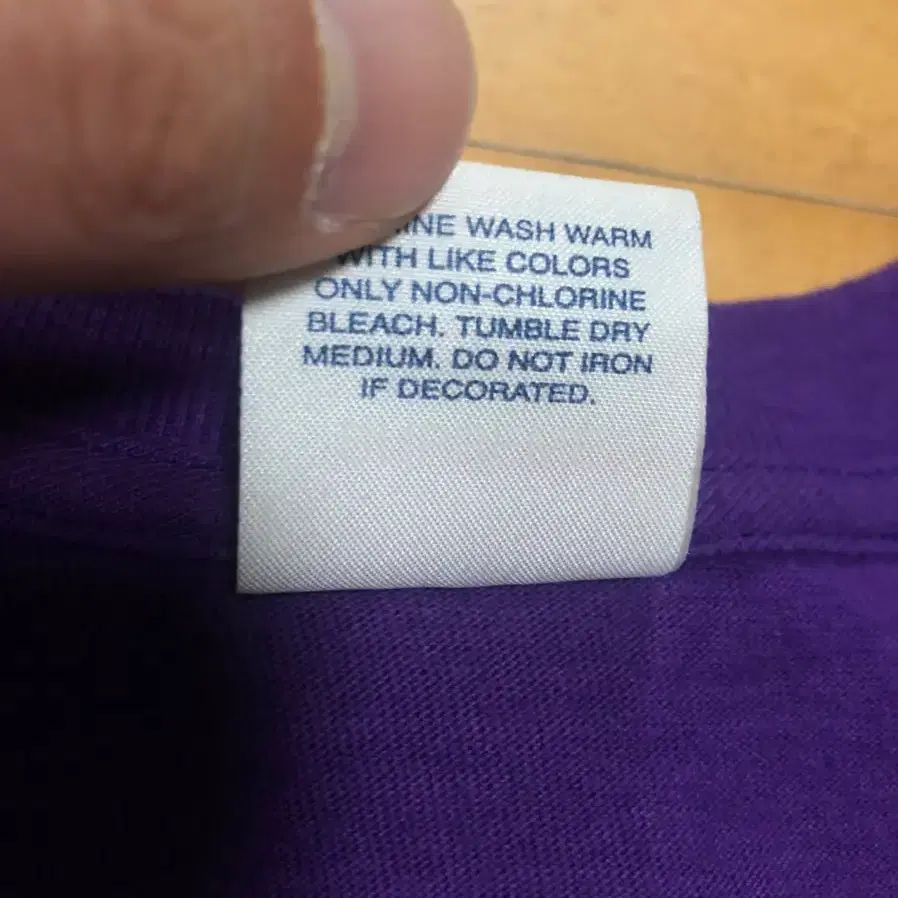 WASH WARM
WITH LIKE COLORS
ONLY NON-CHLORINE
BLEACH. TUMBLE DRY
MEDIUM. DO NOT IRON
IF DECORATED.